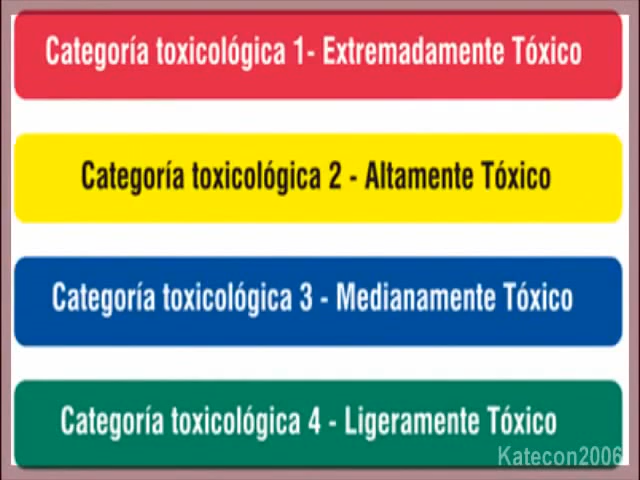 Categoría toxicológica 1- Extremadamente Tóxico
Categoría toxicológica 2 - Altamente Tóxico
Categoría toxicológica 3 - Medianamente Tóxico
Categoría toxicológica 4 - Ligeramente Tóxico
Katecon2006